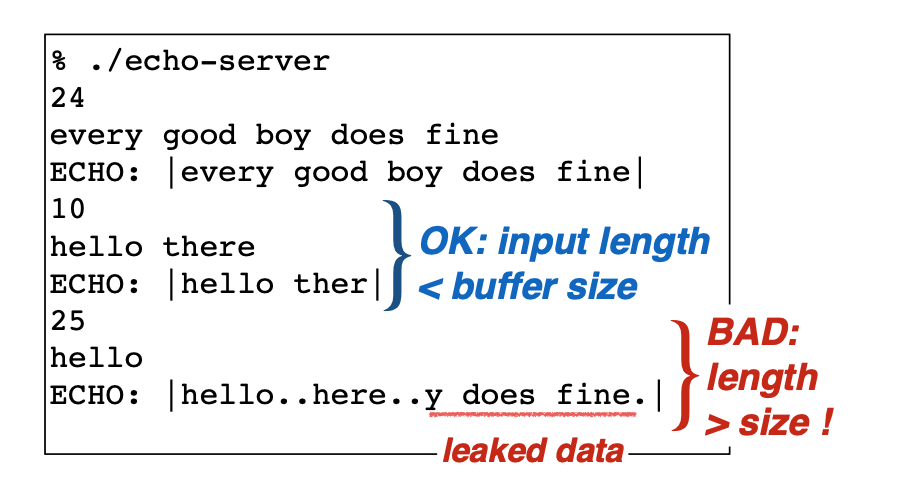 % ./echo-server
24
every good boy does fine
ECHO: |every good boy does fine|
10
hello there
ECHO: |hello ther|
OK: input length
< buffer size
25
hello
ECHO: |hello..here..y does fine.|
BAD:
length
> size !
leaked data